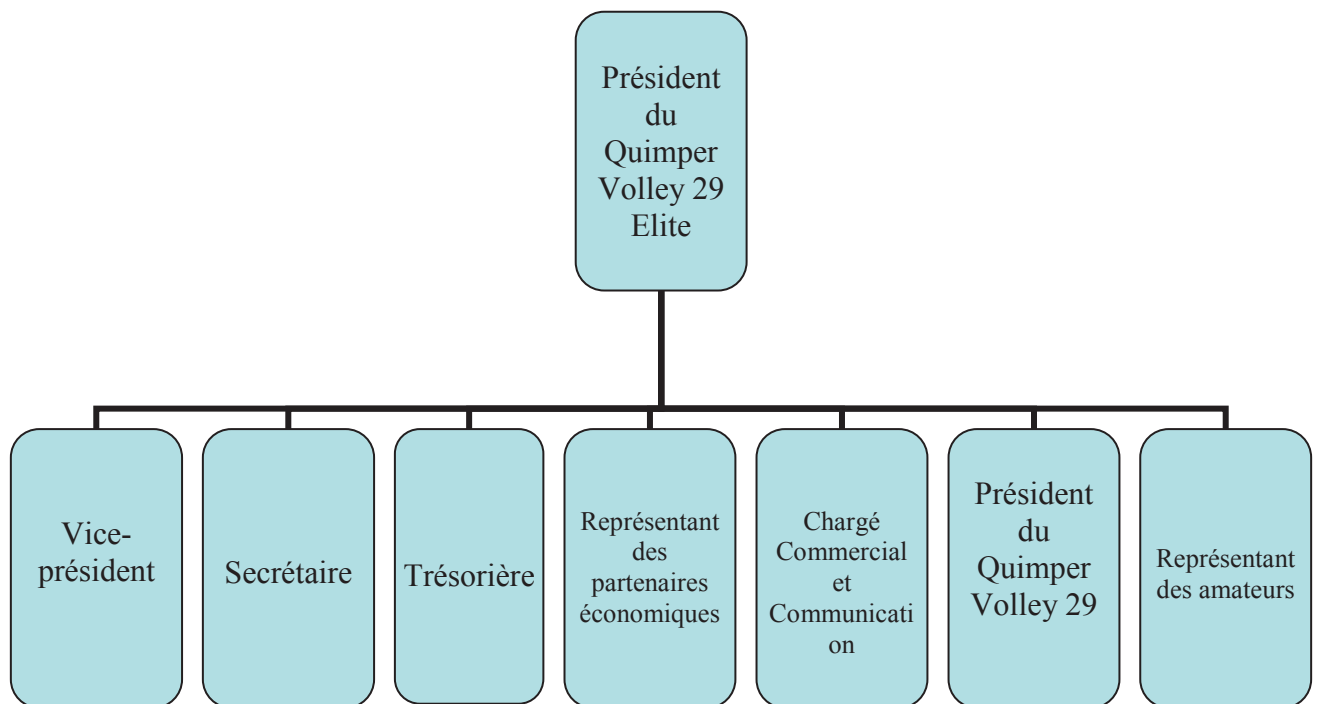 Président
du
Quimper
Volley 29
Elite
Vice-
président
Secrétaire
Trésorière
Représentant
des
partenaires
économiques
Chargé
Commercial
et
Communicati
on
Président
du
Quimper
Volley 29
Représentant
des amateurs